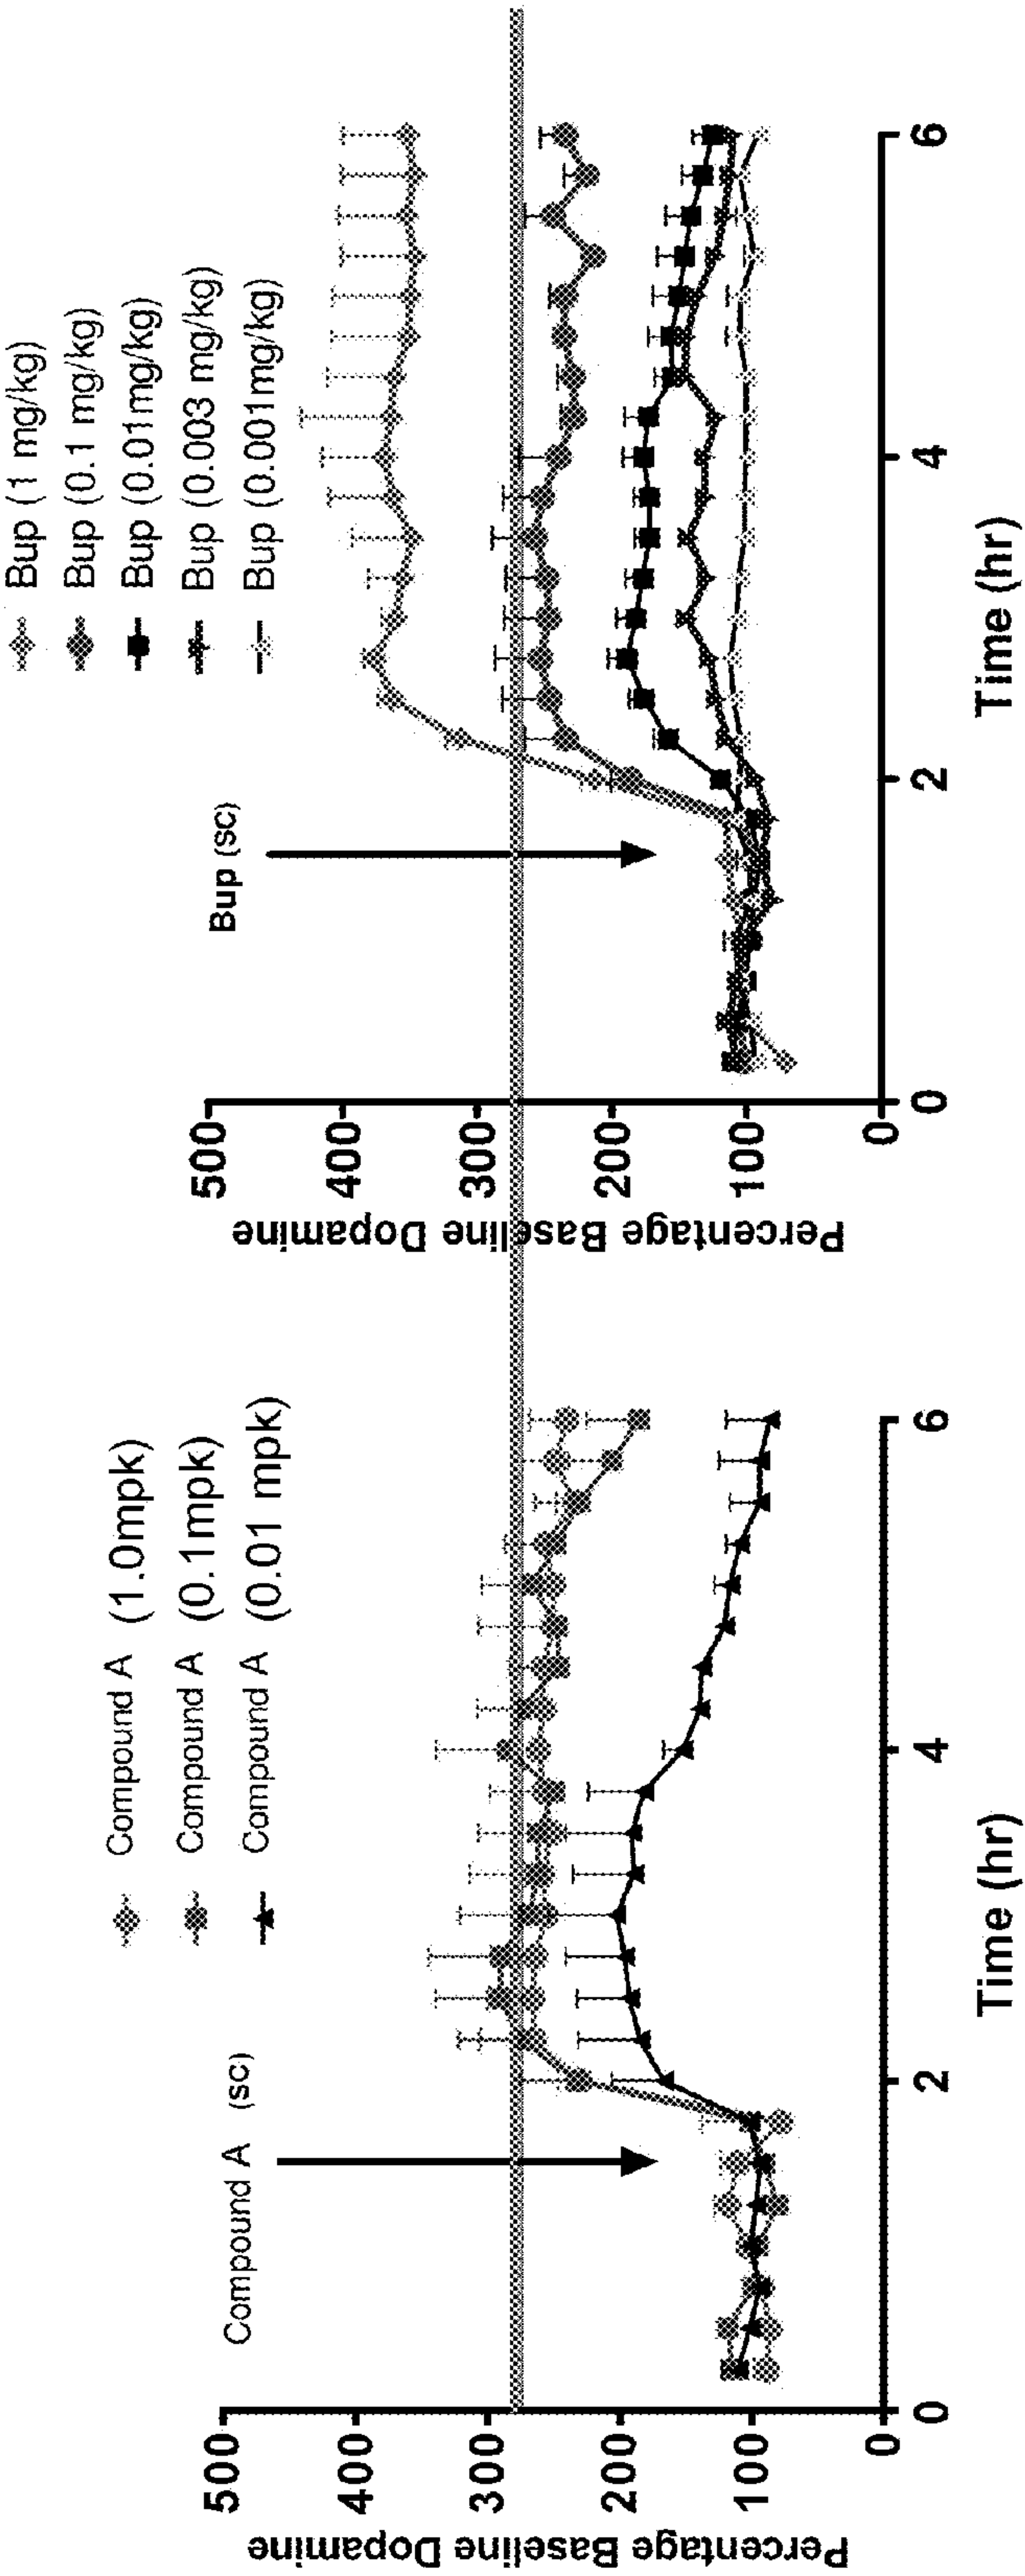 Compound A (1.0mpk)
Compound A (0.1mpk)
Compound A (0.01 mpk)
Compound A (sc)
500
400
300
200
100
0
Percentage Baseline Dopamine
0
2
4
6
Time (hr)
Bup (1 mg/kg)
Bup (0.1 mg/kg)
Bup (0.01mg/kg)
Bup (0.003 mg/kg)
Bup (0.001mg/kg)
Bup (sc)
500
400
300
200
100
0
Percentage Baseline Dopamine
0
2
4
6
Time (hr)